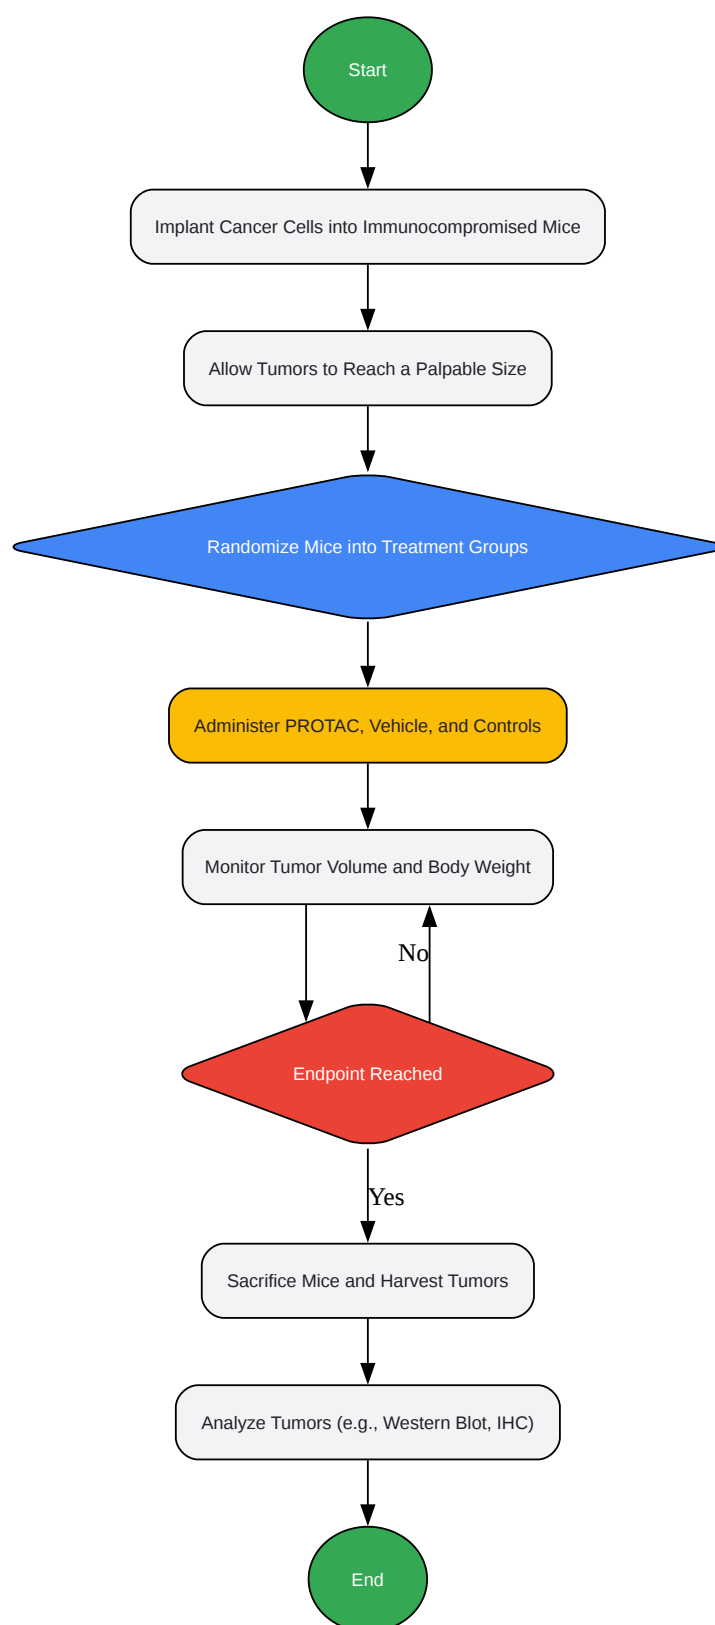 Start
Implant Cancer Cells into Immunocompromised Mice
Allow Tumors to Reach a Palpable Size
Randomize Mice into Treatment Groups
Administer PROTAC, Vehicle, and Controls
Monitor Tumor Volume and Body Weight
No
Endpoint Reached
Yes
Sacrifice Mice and Harvest Tumors
Analyze Tumors (e.g., Western Blot, IHC)
End